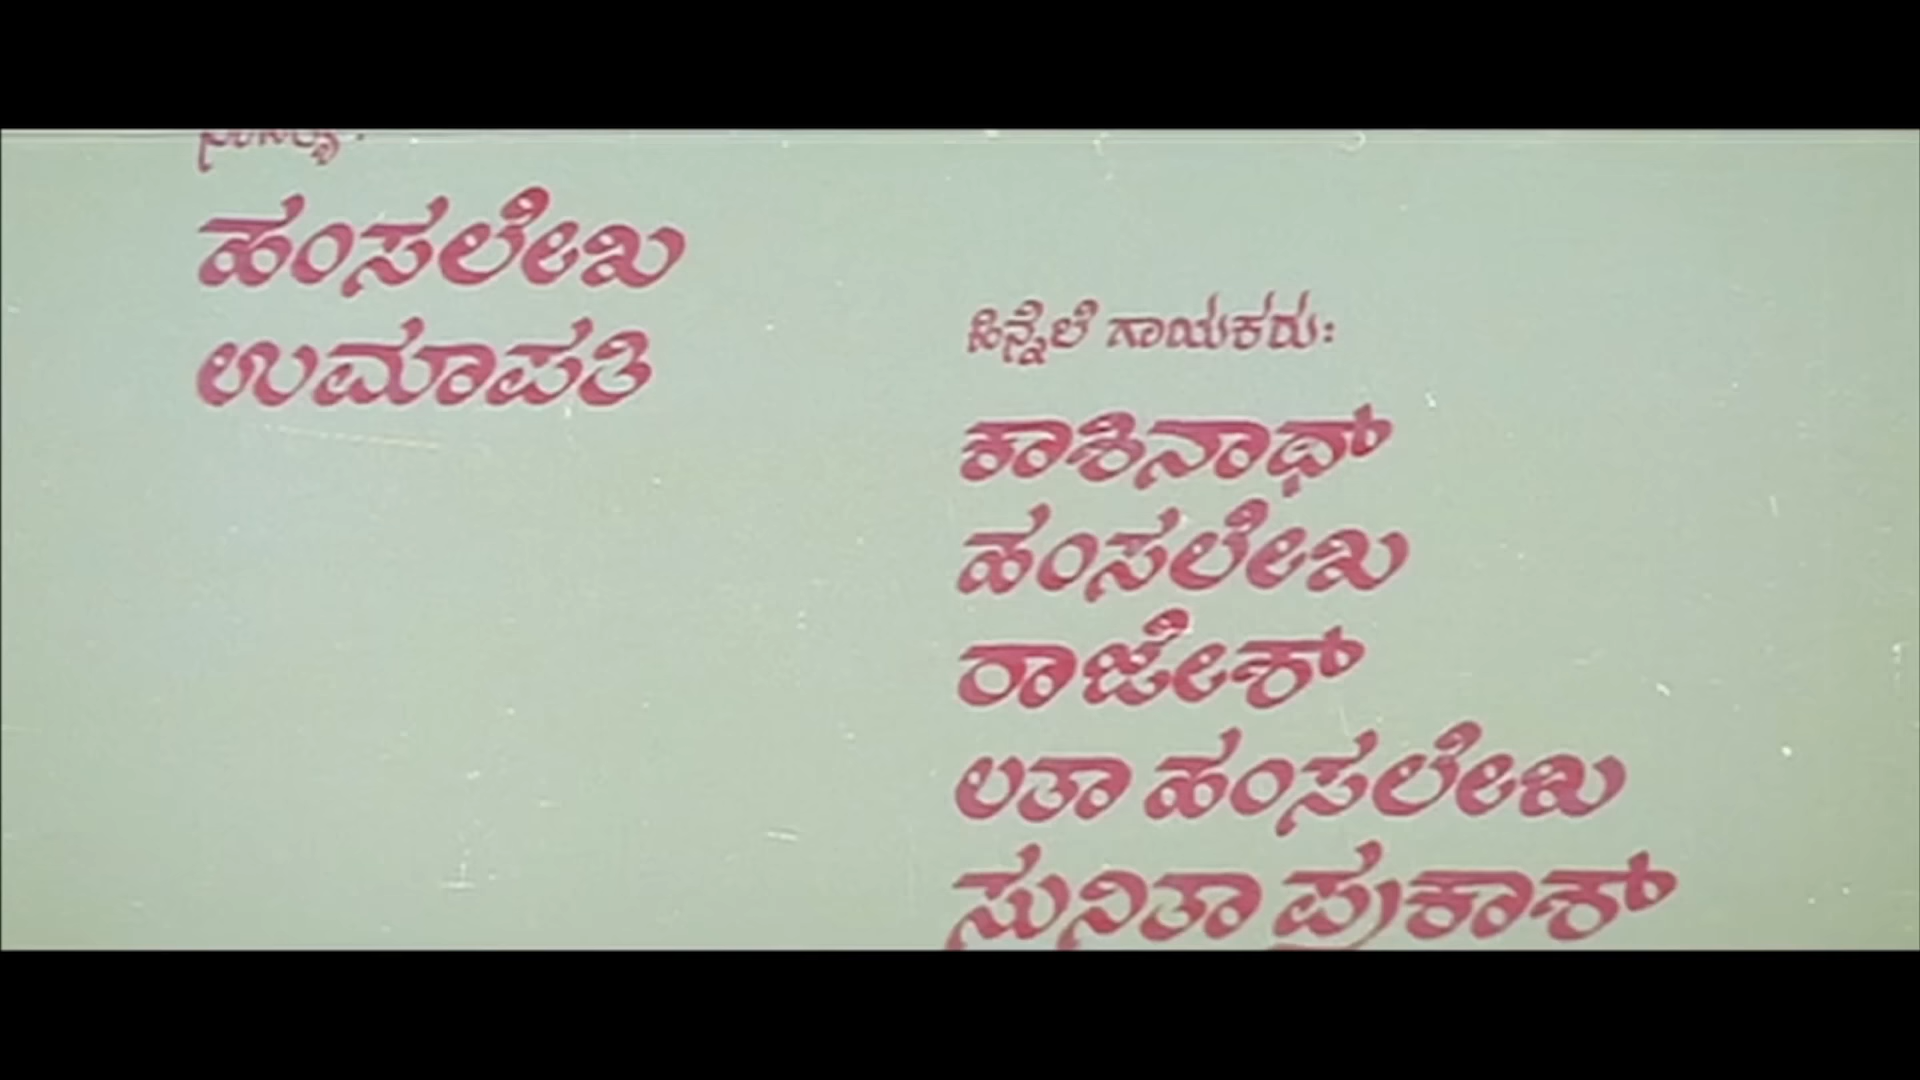 ಹಂಸಲೇಖ
ಉಮಾಪತಿ
ಹಿನ್ನೆಲೆ ಗಾಯಕರು:
ಕಾಶಿನಾಥ್
ಹಂಸಲೇಖ
ರಾಜೇಶ್
ಲತಾ ಹಂಸಲೇಖ
ಸುನಿತಾ ಪ್ರಕಾಶ್